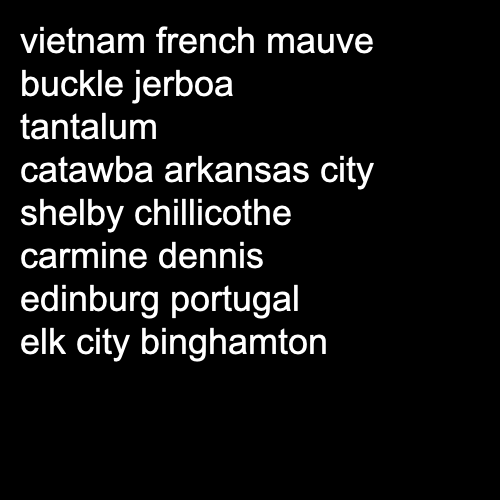 vietnam french mauve
buckle jerboa
tantalum
catawba arkansas city
shelby chillicothe
carmine dennis
edinburg portugal
elk city binghamton